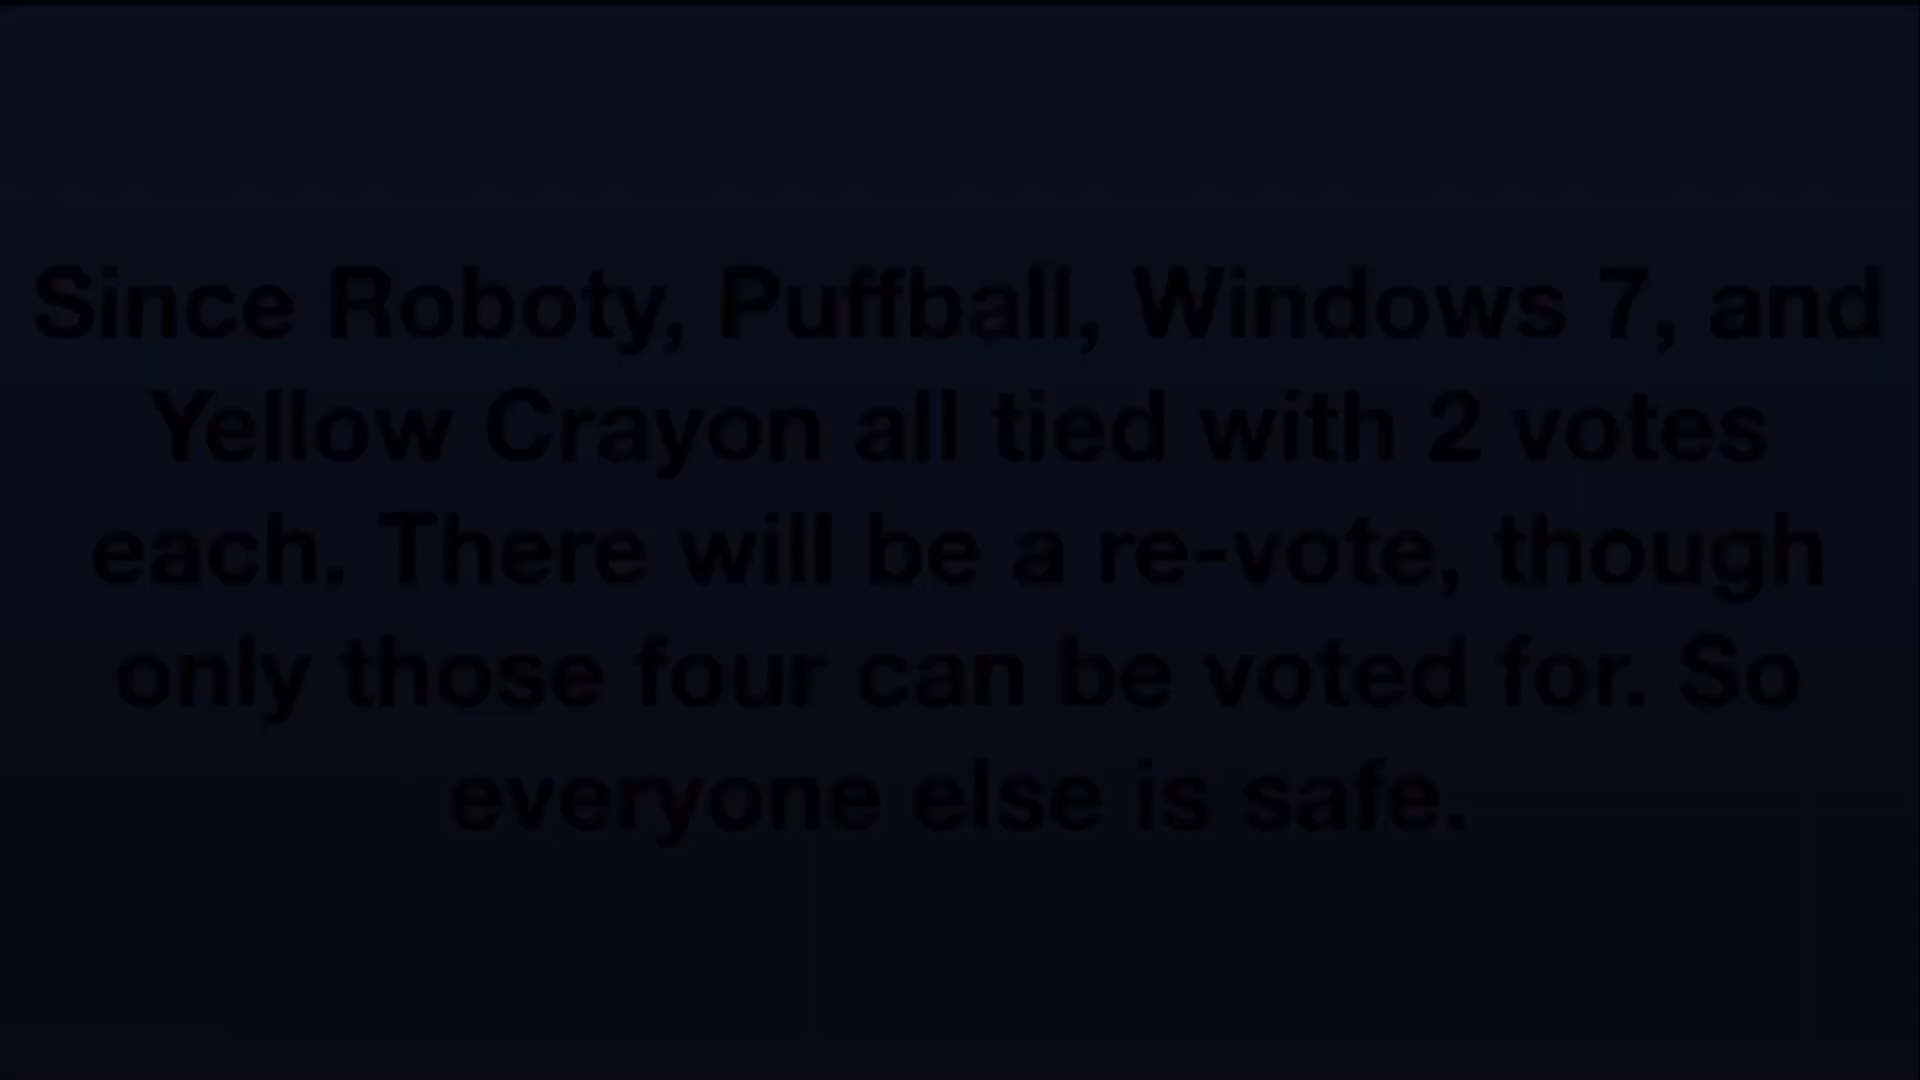 Since Roboty, Puffball, Windows 7, and
Yellow Crayon all tied with 2 votes
each. There will be a re-vote, though
only those four can be voted for. So
everyone else is safe.